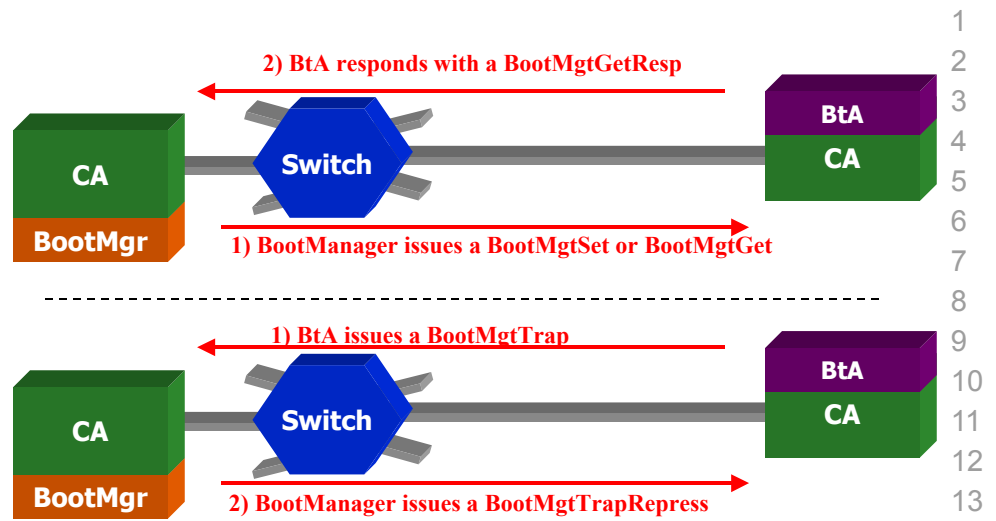 1
2) BtA responds with a BootMgtGetResp
2
3
BtA
4
CA
Switch
CA
5
BootMgr
6
1) BootManager issues a BootMgtSet or BootMgtGet
7
8
1) BtA issues a BootMgtTrap
9
BtA
10
CA
Switch
CA
11
12
BootMgr
2) BootManager issues a BootMgtTrapRepress
13